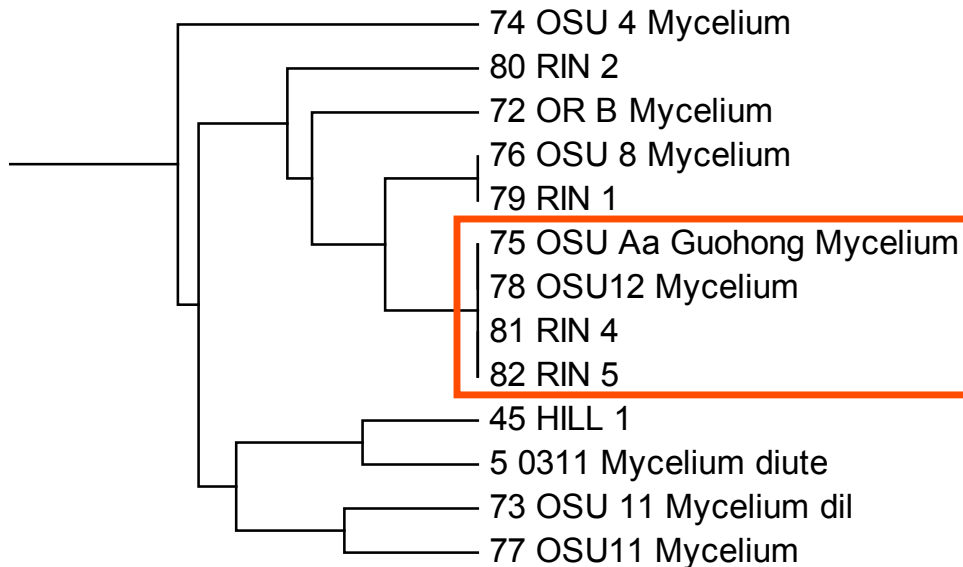 74 OSU 4 Mycelium
80 RIN 2
72 OR B Mycelium
76 OSU 8 Mycelium
79 RIN 1
75 OSU Aa Guohong Mycelium
78 OSU12 Mycelium
81 RIN 4
82 RIN 5
45 HILL 1
5 0311 Mycelium diute
73 OSU 11 Mycelium dil
77 OSU11 Mycelium